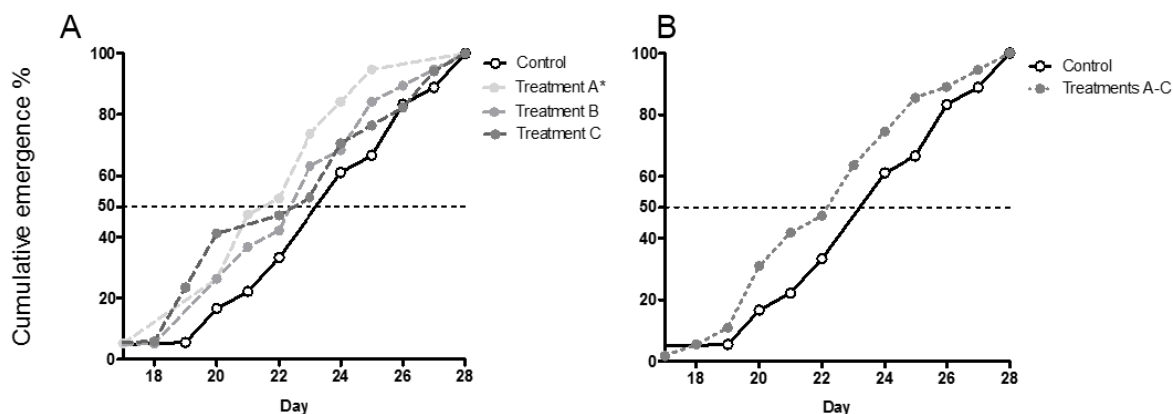 A
Cumulative emergence %
100
80
60
50
40
20
0
18 20 22 24 26 28
Day
Control
Treatment A*
Treatment B
Treatment C
B
100
80
60
50
40
20
0
18 20 22 24 26 28
Day
Control
Treatments A-C